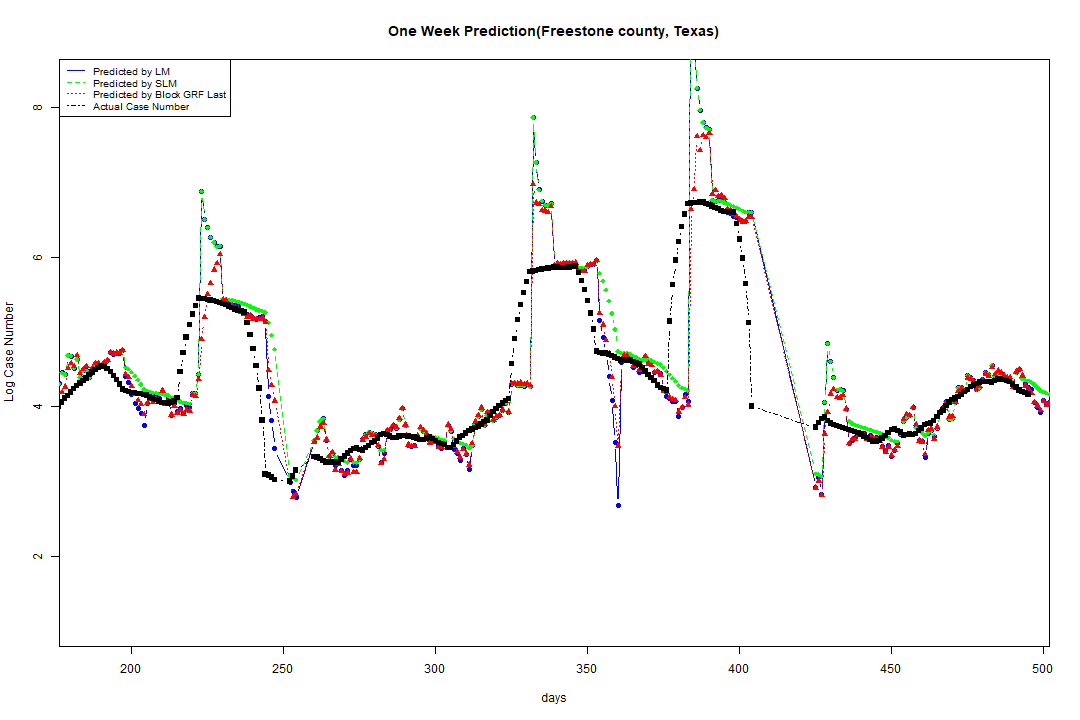 One Week Prediction(Freestone county, Texas)
Predicted by LM
Predicted by SLM
Predicted by Block GRF Last
Actual Case Number
8
6
4
2
Log Case Number
200 250 300 350 400 450 500
days